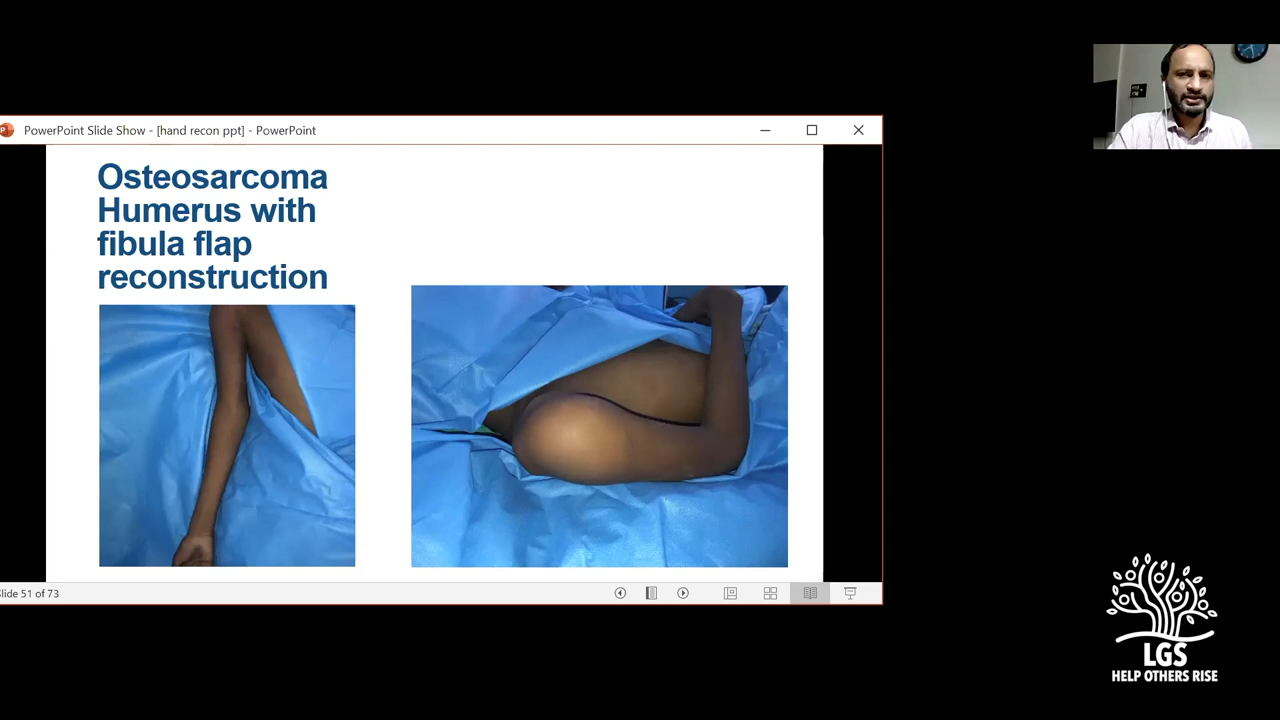 PowerPoint Slide Show - [hand recon ppt] - PowerPoint
Osteosarcoma
Humerus with
fibula flap
reconstruction
Slide 51 of 73
LGS
HELP OTHERS RISE